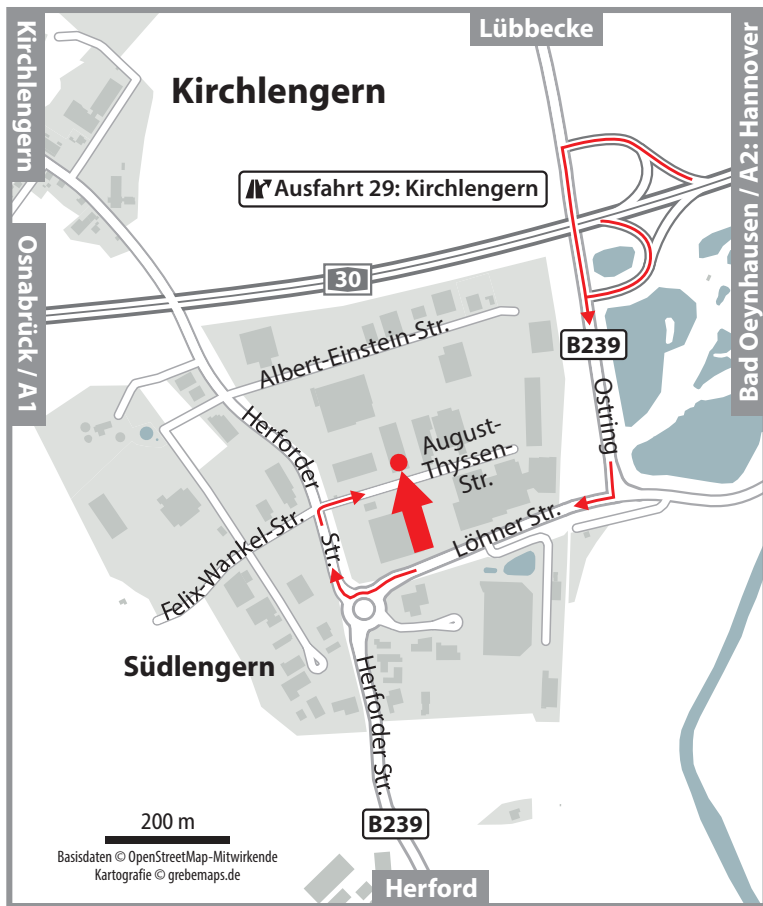 Lübbecke
Kirchlengern
Kirchlengern
Bad Oeynhausen / A2: Hannover
Ausfahrt 29: Kirchlengern
Osnabrück / A1
30
B239
Albert-Einstein-Str.
Ostring
Herforder
Str.
August-
Thyssen-
Str.
Felix-Wankel-Str.
Löhner Str.
Südlengern
Herforder Str.
200 m
B239
Basisdaten © OpenStreetMap-Mitwirkende
Kartografie © grebemaps.de
Herford